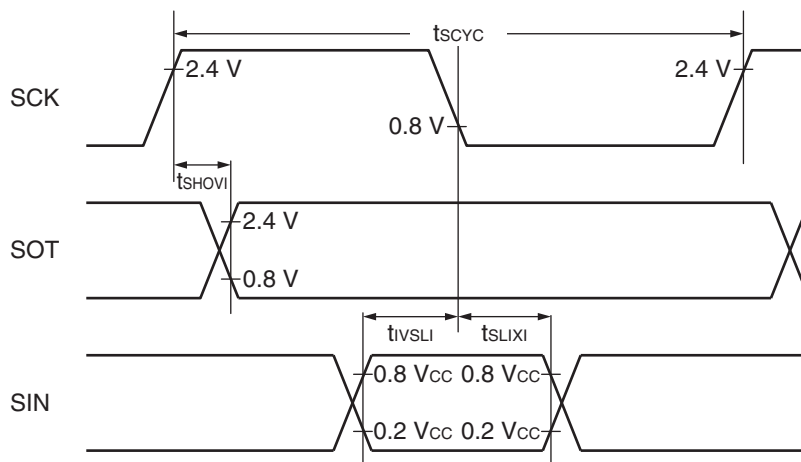 tSCYC
SCK
2.4 V
0.8 V
2.4 V
tSHOVI
SOT
2.4 V
0.8 V
tIVSLI
tSLIXI
SIN
0.8 VCC
0.8 VCC
0.2 VCC
0.2 VCC